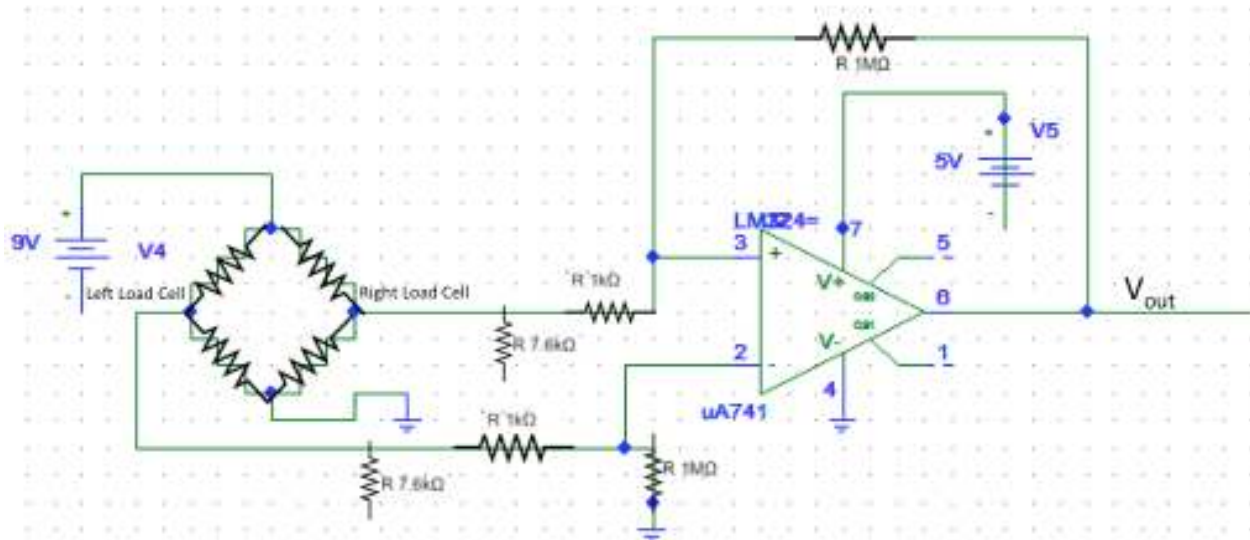 R 1MΩ
V5
5V
7
3
+
5
9V
V4
Left Load Cell
Right Load Cell
R 1kΩ
V+
6
Vout
R 7.6kΩ
2
-
V-
1
4
uA741
R 1kΩ
R 7.6kΩ
R 1MΩ